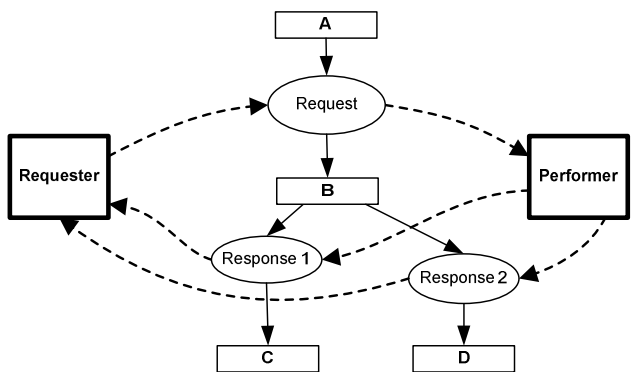 A
Request
Requester
Performer
B
Response 1
Response 2
C
D